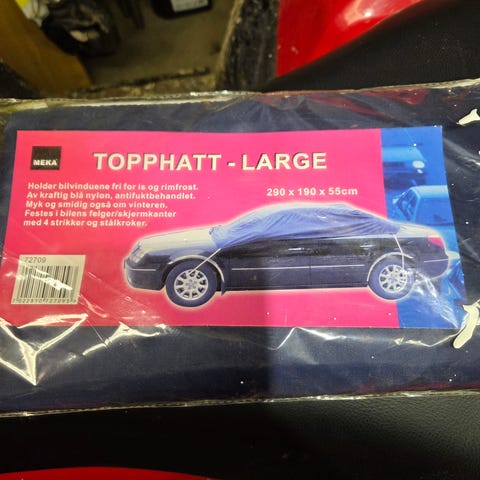 MEKA
TOPPHATT - LARGE
Holder bilvinduene fri for is og rimfrost.
Av kraftig blå nylon, antifuktbehandlet.
Myk og smidig også om vinteren.
Festes i bilens felger/skjermkanter
med 4 strikker og stålkroker.
290 x 190 x 55cm
72709